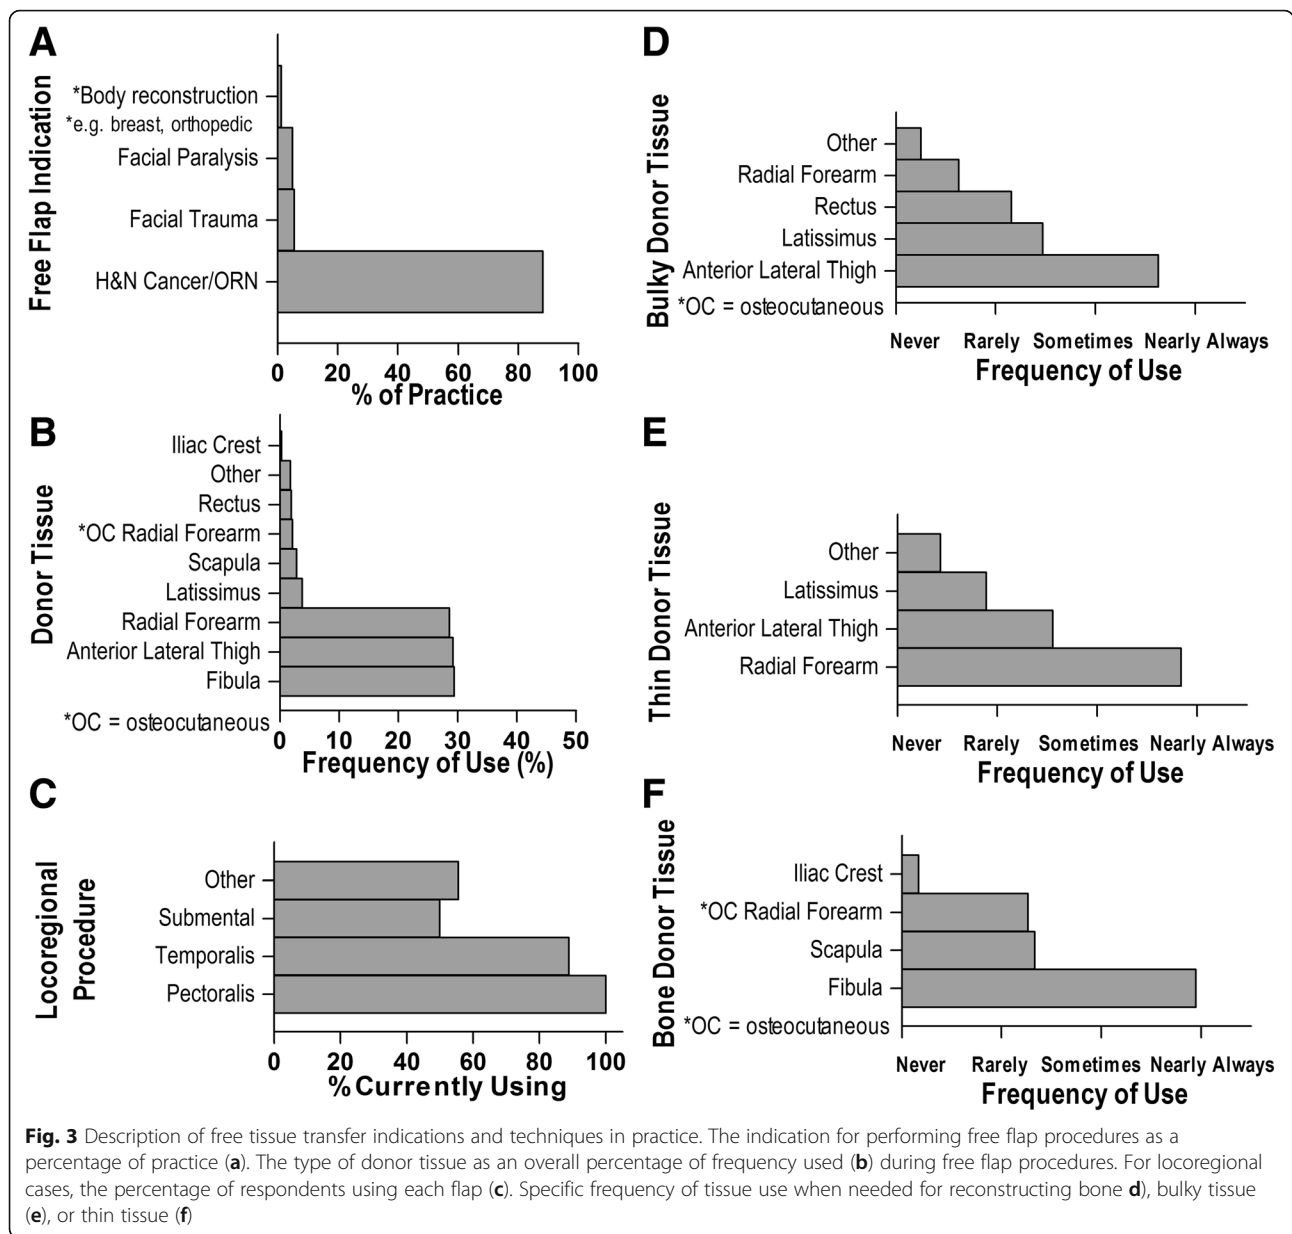 A
Free Flap Indication
*Body reconstruction
*e.g. breast, orthopedic
Facial Paralysis
Facial Trauma
H&N Cancer/ORN
0 20 40 60 80 100
% of Practice
B
Donor Tissue
Iliac Crest
Other
Rectus
*OC Radial Forearm
Scapula
Latissimus
Radial Forearm
Anterior Lateral Thigh
Fibula
*OC = osteocutaneous
0 10 20 30 40 50
Frequency of Use (%)
C
Locoregional
Procedure
Other
Submental
Temporalis
Pectoralis
0 20 40 60 80 100
% Currently Using
D
Bulky Donor Tissue
Other
Radial Forearm
Rectus
Latissimus
Anterior Lateral Thigh
*OC = osteocutaneous
Never Rarely Sometimes Nearly Always
Frequency of Use
E
Thin Donor Tissue
Other
Latissimus
Anterior Lateral Thigh
Radial Forearm
Never Rarely Sometimes Nearly Always
Frequency of Use
F
Bone Donor Tissue
Iliac Crest
*OC Radial Forearm
Scapula
Fibula
*OC = osteocutaneous
Never Rarely Sometimes Nearly Always
Frequency of Use
Fig. 3 Description of free tissue transfer indications and techniques in practice. The indication for performing free flap procedures as a
percentage of practice (a). The type of donor tissue as an overall percentage of frequency used (b) during free flap procedures. For locoregional
cases, the percentage of respondents using each flap (c). Specific frequency of tissue use when needed for reconstructing bone d), bulky tissue
(e), or thin tissue (f)